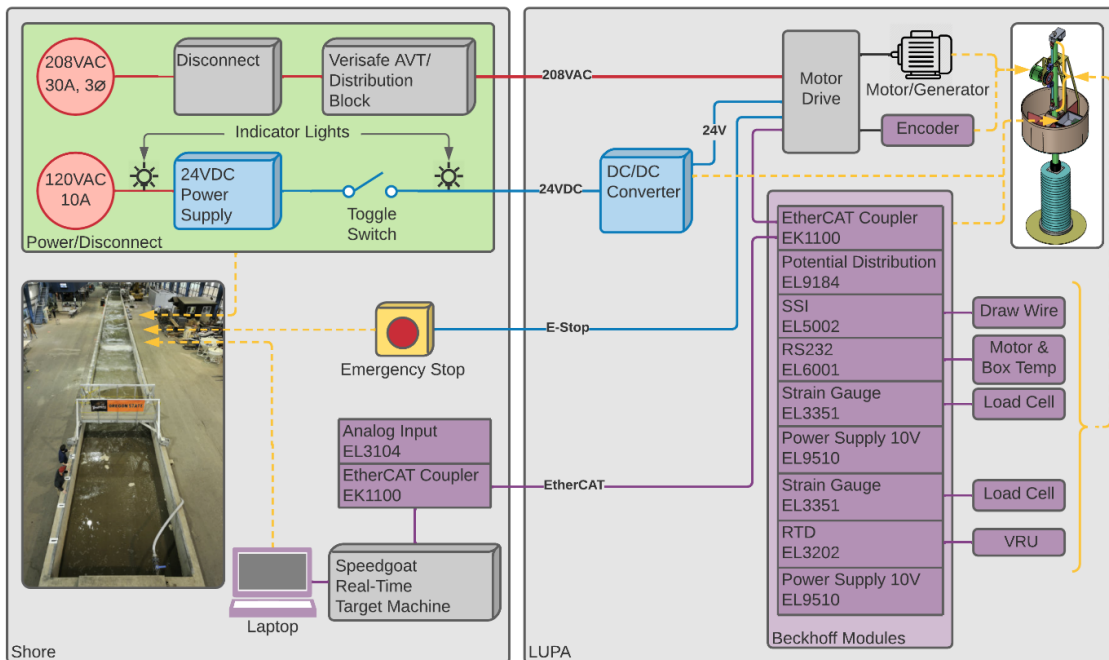 208VAC
30A, 3ø
Disconnect
Verisafe AVT/
Distribution
Block
208VAC
Motor
Drive
Motor/Generator
Indicator Lights
24V
Encoder
120VAC
10A
24VDC
Power
Supply
Toggle
Switch
24VDC
DC/DC
Converter
Power/Disconnect
EtherCAT Coupler
EK1100
Potential Distribution
EL9184
SSI
EL5002
Draw Wire
E-Stop
Emergency Stop
RS232
EL6001
Motor &
Box Temp
Strain Gauge
EL3351
Load Cell
Analog Input
EL3104
EtherCAT Coupler
EK1100
EtherCAT
Power Supply 10V
EL9510
Strain Gauge
EL3351
Load Cell
RTD
EL3202
VRU
Power Supply 10V
EL9510
Speedgoat
Real-Time
Target Machine
Laptop
Beckhoff Modules
Shore
LUPA